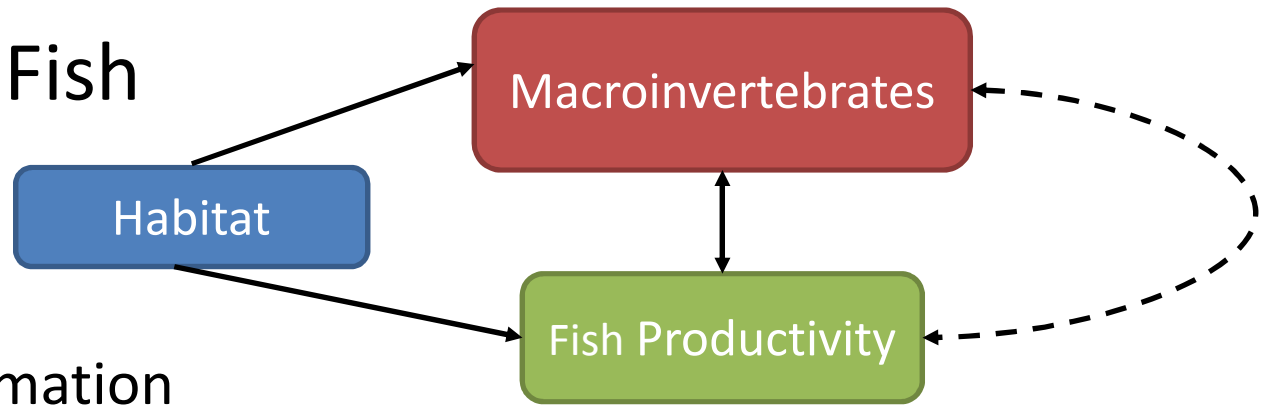 Fish
Macroinvertebrates
Habitat
Fish Productivity
mation